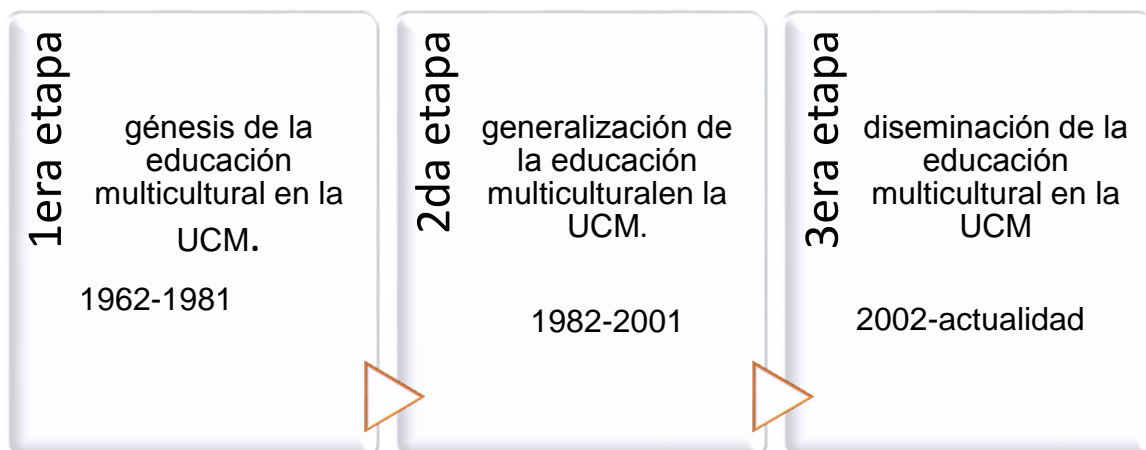 1era etapa
génesis de la
educación
multicultural en la
UCM.
1962-1981
2da etapa
generalización de
la educación
multiculturalen la
UCM.
1982-2001
3era etapa
diseminación de la
educación
multicultural en la
UCM
2002-actualidad